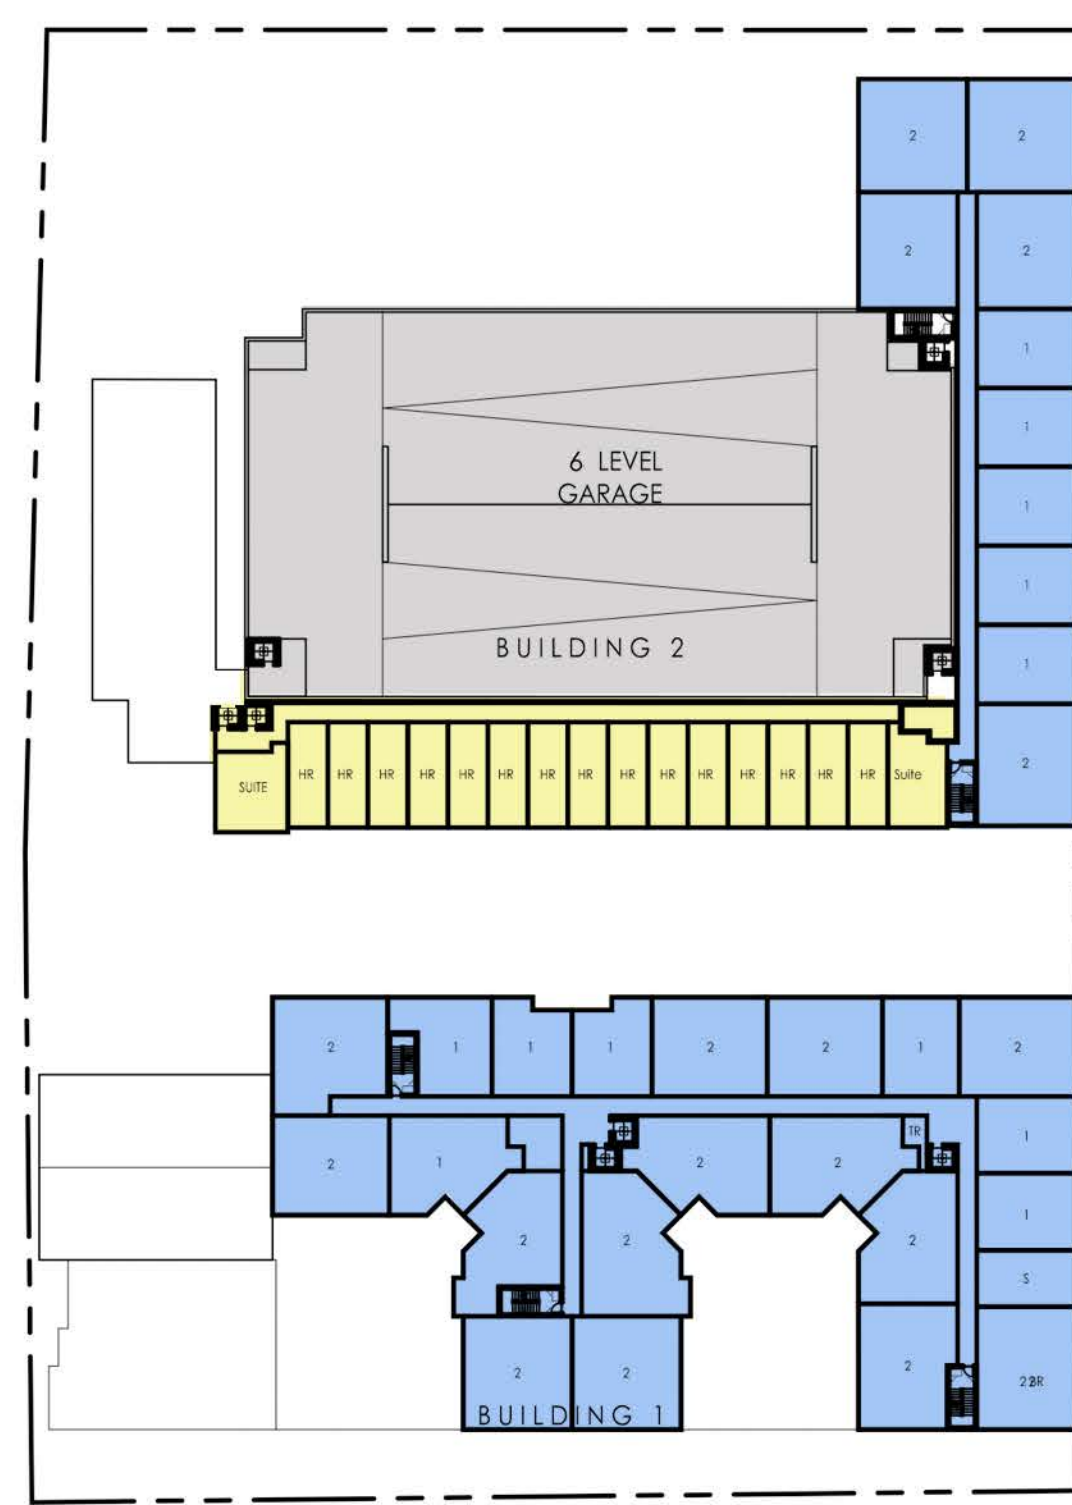 2 2
2 2
1
1
6 LEVEL
GARAGE
1
1
BUILDING 2
1
2
SUITE HR HR HR HR HR HR HR HR HR HR HR HR HR HR HR Suite
2 1 1 1 2 2 1 2
2 1 2 2 TR 1
2 2 2 1
S
2 2 2
BUILDING 1